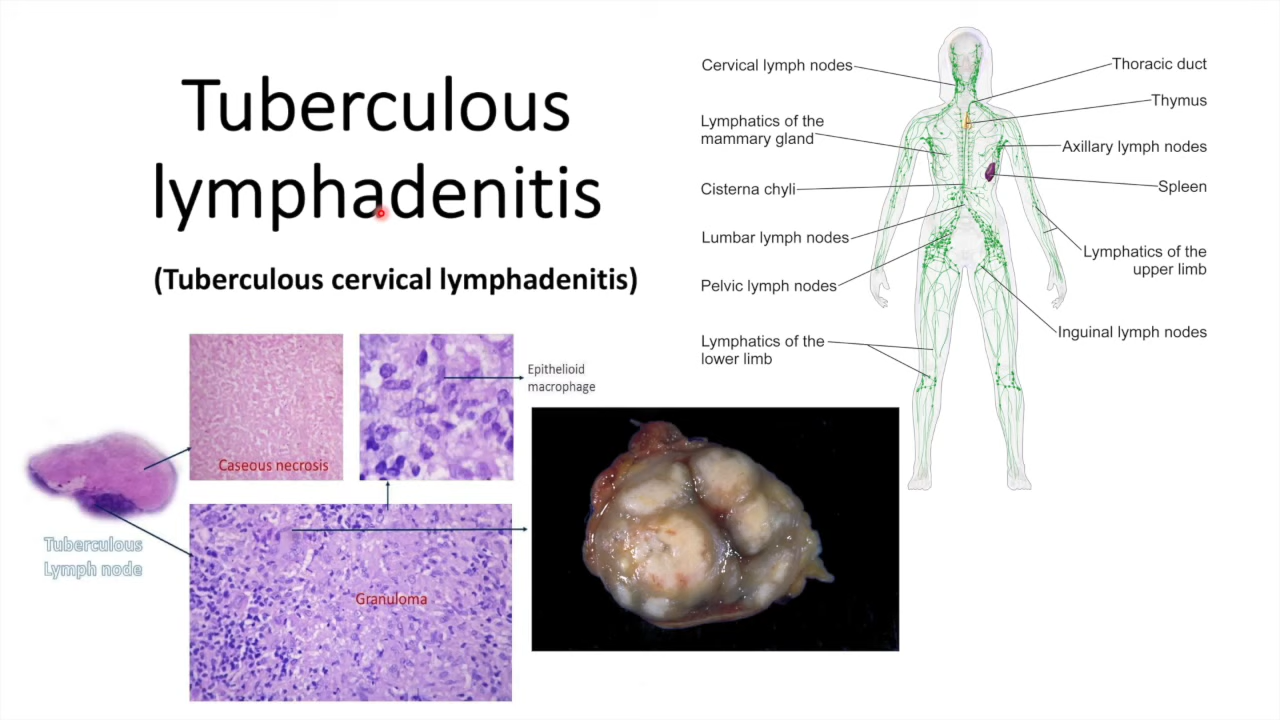 Tuberculous
lymphadenitis
(Tuberculous cervical lymphadenitis)
Cervical lymph nodes
Lymphatics of the
mammary gland
Cisterna chyli
Lumbar lymph nodes
Pelvic lymph nodes
Lymphatics of the
lower limb
Thoracic duct
Thymus
Axillary lymph nodes
Spleen
Lymphatics of the
upper limb
Inguinal lymph nodes
Caseous necrosis
Epithelioid
macrophage
Tuberculous
Lymph node
Granuloma